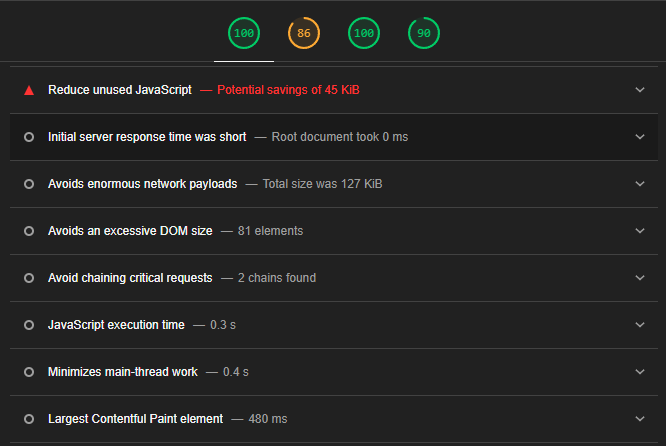 100 86 100 90
Reduce unused JavaScript — Potential savings of 45 KiB
Initial server response time was short — Root document took 0 ms
Avoids enormous network payloads — Total size was 127 KiB
Avoids an excessive DOM size — 81 elements
Avoid chaining critical requests — 2 chains found
JavaScript execution time — 0.3 s
Minimizes main-thread work — 0.4 s
Largest Contentful Paint element — 480 ms